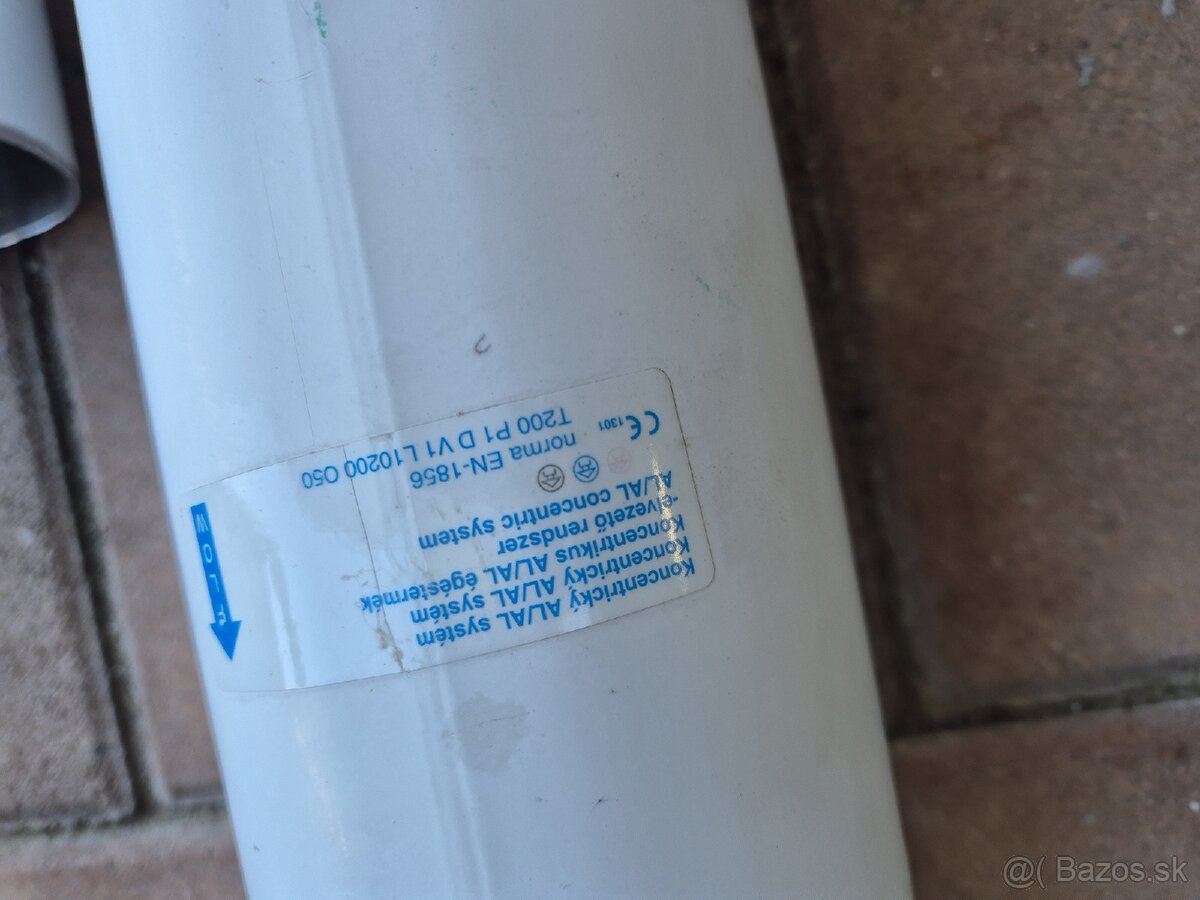 Koncentrický AL/AL systém
Koncentrický AL/AL systém
Koncentrikus AL/AL égéstermék
elvezető rendszer
AL/AL concentric system
norma EN-1856
CE 1301
T200 P1 D V1 L10200 O50
FLOW
@( Bazos.sk